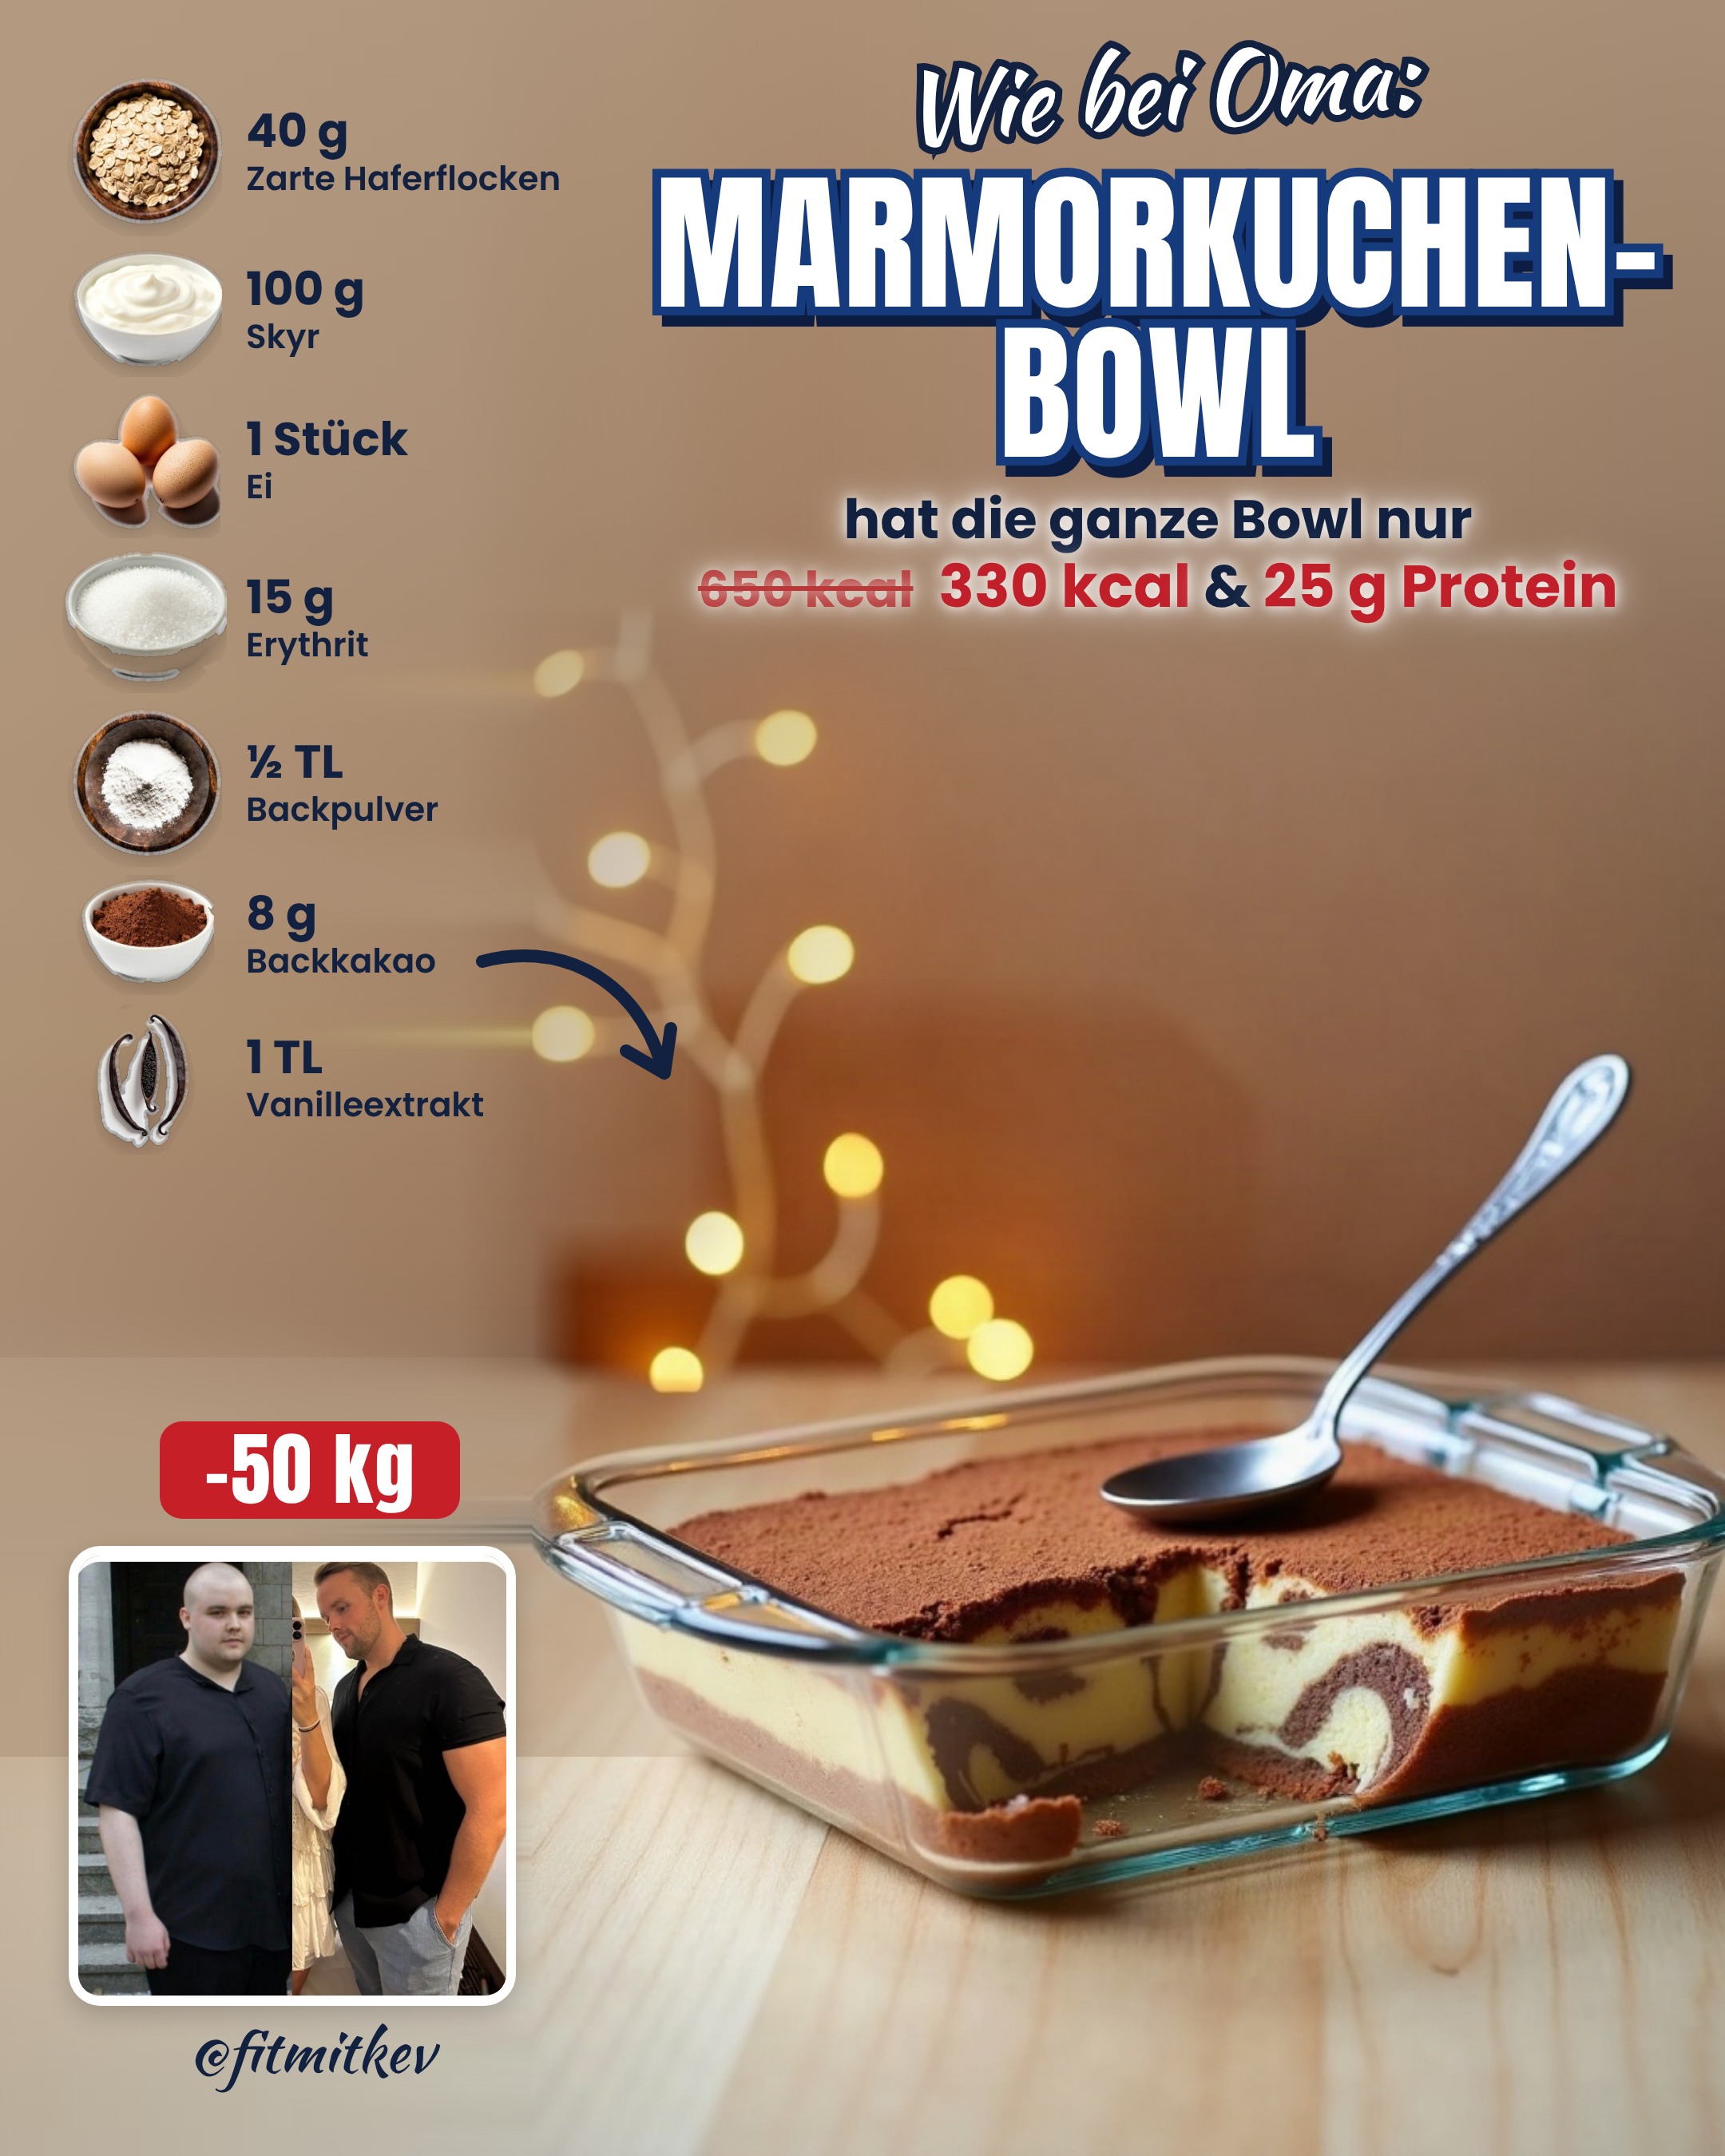 Wie bei Oma:
MARMORKUCHEN-
BOWL
hat die ganze Bowl nur
650 kcal 330 kcal & 25 g Protein
40 g
Zarte Haferflocken
100 g
Skyr
1 Stück
Ei
15 g
Erythrit
½ TL
Backpulver
8 g
Backkakao
1 TL
Vanilleextrakt
-50 kg
@fitmitkev